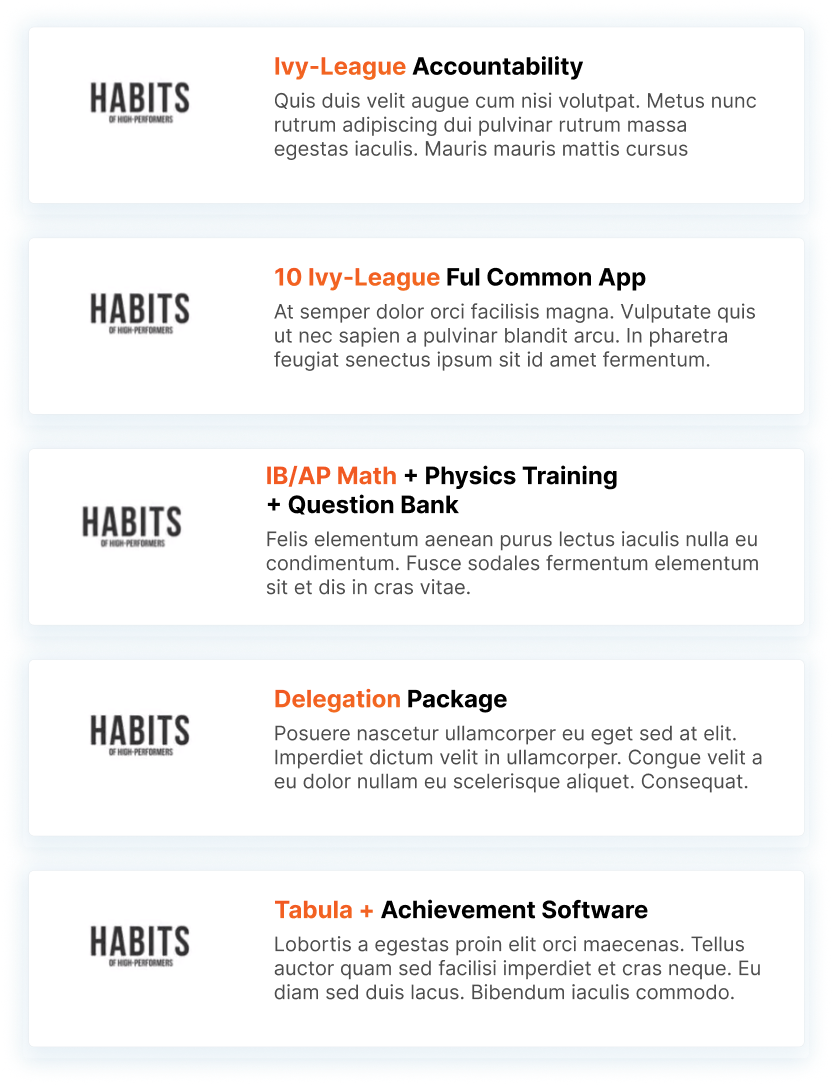 HABITS
OF HIGH-PERFORMERS
Ivy-League Accountability
Quis duis velit augue cum nisi volutpat. Metus nunc
rutrum adipiscing dui pulvinar rutrum massa
egestas iaculis. Mauris mauris mattis cursus
HABITS
OF HIGH-PERFORMERS
10 Ivy-League Ful Common App
At semper dolor orci facilisis magna. Vulputate quis
ut nec sapien a pulvinar blandit arcu. In pharetra
feugiat senectus ipsum sit id amet fermentum.
HABITS
OF HIGH-PERFORMERS
IB/AP Math + Physics Training
+ Question Bank
Felis elementum aenean purus lectus iaculis nulla eu
condimentum. Fusce sodales fermentum elementum
sit et dis in cras vitae.
HABITS
OF HIGH-PERFORMERS
Delegation Package
Posuere nascetur ullamcorper eu eget sed at elit.
Imperdiet dictum velit in ullamcorper. Congue velit a
eu dolor nullam eu scelerisque aliquet. Consequat.
HABITS
OF HIGH-PERFORMERS
Tabula + Achievement Software
Lobortis a egestas proin elit orci maecenas. Tellus
auctor quam sed facilisi imperdiet et cras neque. Eu
diam sed duis lacus. Bibendum iaculis commodo.